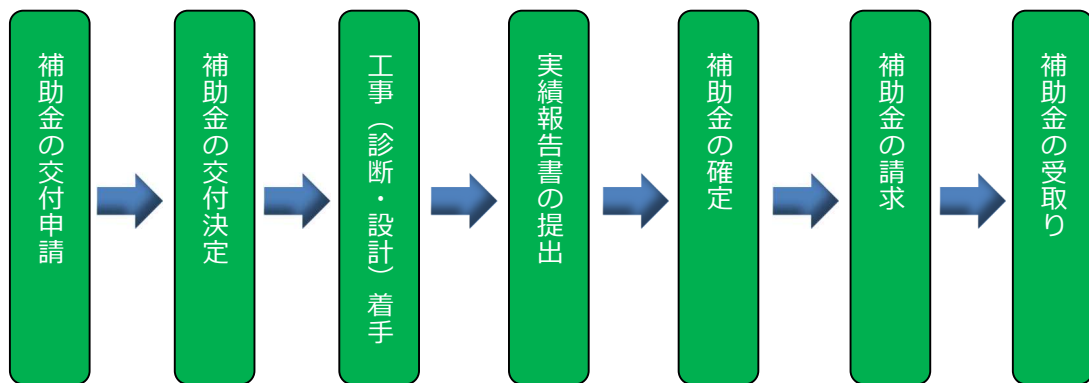 補助金の交付申請
補助金の交付決定
工事（診断・設計）着手
実績報告書の提出
補助金の確定
補助金の請求
補助金の受取り